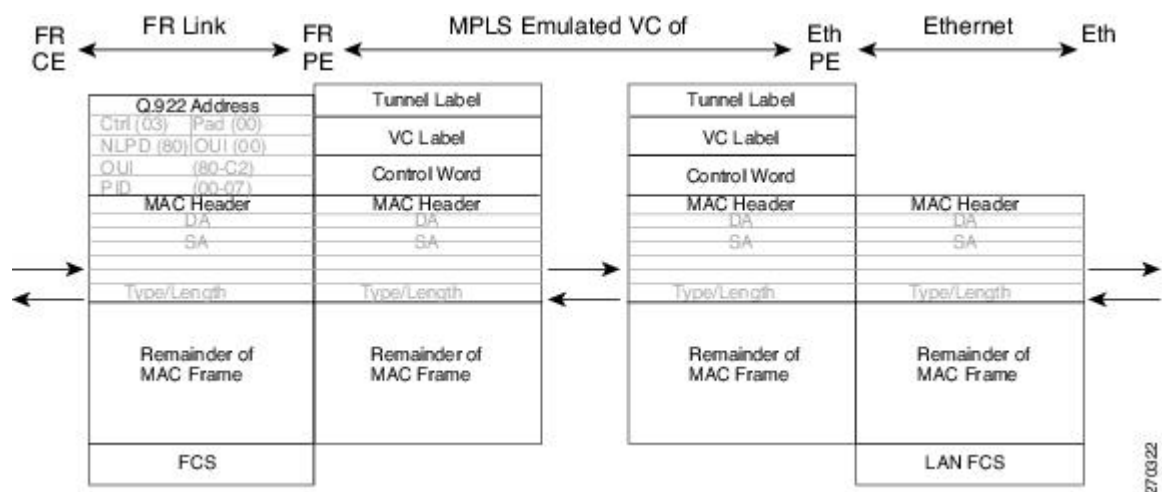 FR CE FR Link FR PE MPLS Emulated VC of Eth PE Ethernet Eth
Q.922 Address
Ctrl (03) Pad (00)
NLPD (80) OUI (00)
OUI (80-C2)
PID (00-07)
MAC Header
DA
SA
Type/Length
Remainder of
MAC Frame
FCS
Tunnel Label
VC Label
Control Word
MAC Header
DA
SA
Type/Length
Remainder of
MAC Frame
Tunnel Label
VC Label
Control Word
MAC Header
DA
SA
Type/Length
Remainder of
MAC Frame
MAC Header
DA
SA
Type/Length
Remainder of
MAC Frame
LAN FCS
270322